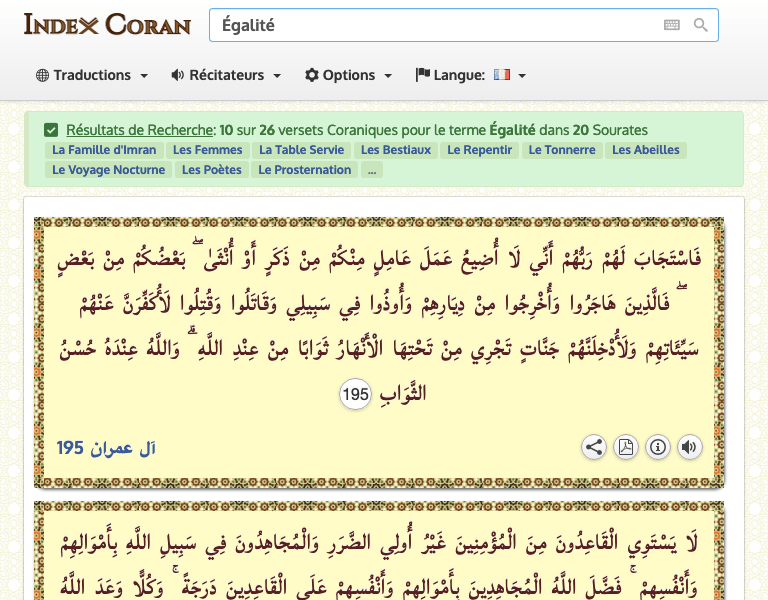 Index Coran
Égalité
Traductions Récitateurs Options Langue:
Résultats de Recherche: 10 sur 26 versets Coraniques pour le terme Égalité dans 20 Sourates
La Famille d'Imran Les Femmes La Table Servie Les Bestiaux Le Repentir Le Tonnerre Les Abeilles
Le Voyage Nocturne Les Poètes Le Prosternation ...
فَاسْتَجَابَ لَهُمْ رَبُّهُمْ أَنِّي لَا أُضِيعُ عَمَلَ عَامِلٍ مِنْكُمْ مِنْ ذَكَرٍ أَوْ أُنْثَىٰ ۖ بَعْضُكُمْ مِنْ بَعْضٍ
ۖ فَالَّذِينَ هَاجَرُوا وَأُخْرِجُوا مِنْ دِيَارِهِمْ وَأُوذُوا فِي سَبِيلِي وَقَاتَلُوا وَقُتِلُوا لَأُكَفِّرَنَّ عَنْهُمْ
سَيِّئَاتِهِمْ وَلَأُدْخِلَنَّهُمْ جَنَّاتٍ تَجْرِي مِنْ تَحْتِهَا الْأَنْهَارُ ثَوَابًا مِنْ عِنْدِ اللَّهِ ۗ وَاللَّهُ عِنْدَهُ حُسْنُ
الثَّوَابِ 195
آل عمران 195
لَا يَسْتَوِي الْقَاعِدُونَ مِنَ الْمُؤْمِنِينَ غَيْرُ أُولِي الضَّرَرِ وَالْمُجَاهِدُونَ فِي سَبِيلِ اللَّهِ بِأَمْوَالِهِمْ
وَأَنْفُسِهِمْ ۚ فَضَّلَ اللَّهُ الْمُجَاهِدِينَ بِأَمْوَالِهِمْ وَأَنْفُسِهِمْ عَلَى الْقَاعِدِينَ دَرَجَةً ۚ وَكُلًّا وَعَدَ اللَّهُ